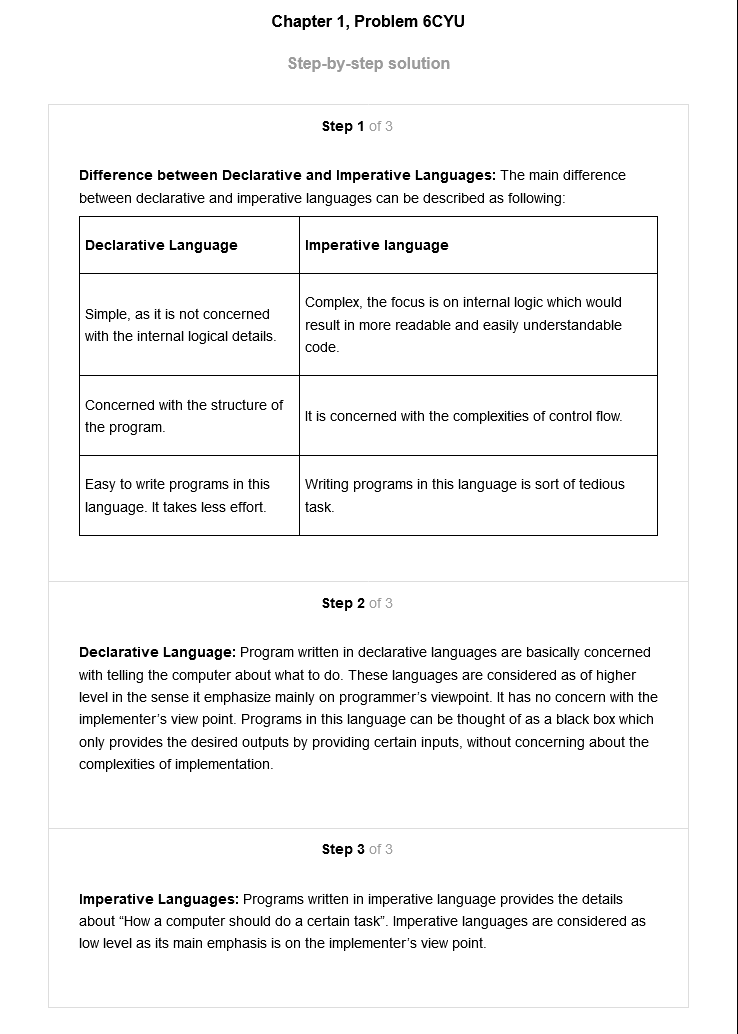 Chapter 1, Problem 6CYU
Step-by-step solution
Step 1 of 3
Difference between Declarative and Imperative Languages: The main difference
between declarative and imperative languages can be described as following:
Declarative Language
Imperative language
Simple, as it is not concerned
with the internal logical details.
Complex, the focus is on internal logic which would
result in more readable and easily understandable
code.
Concerned with the structure of
the program.
It is concerned with the complexities of control flow.
Easy to write programs in this
language. It takes less effort.
Writing programs in this language is sort of tedious
task.
Step 2 of 3
Declarative Language: Program written in declarative languages are basically concerned
with telling the computer about what to do. These languages are considered as of higher
level in the sense it emphasize mainly on programmer's viewpoint. It has no concern with the
implementer's view point. Programs in this language can be thought of as a black box which
only provides the desired outputs by providing certain inputs, without concerning about the
complexities of implementation.
Step 3 of 3
Imperative Languages: Programs written in imperative language provides the details
about “How a computer should do a certain task”. Imperative languages are considered as
low level as its main emphasis is on the implementer's view point.